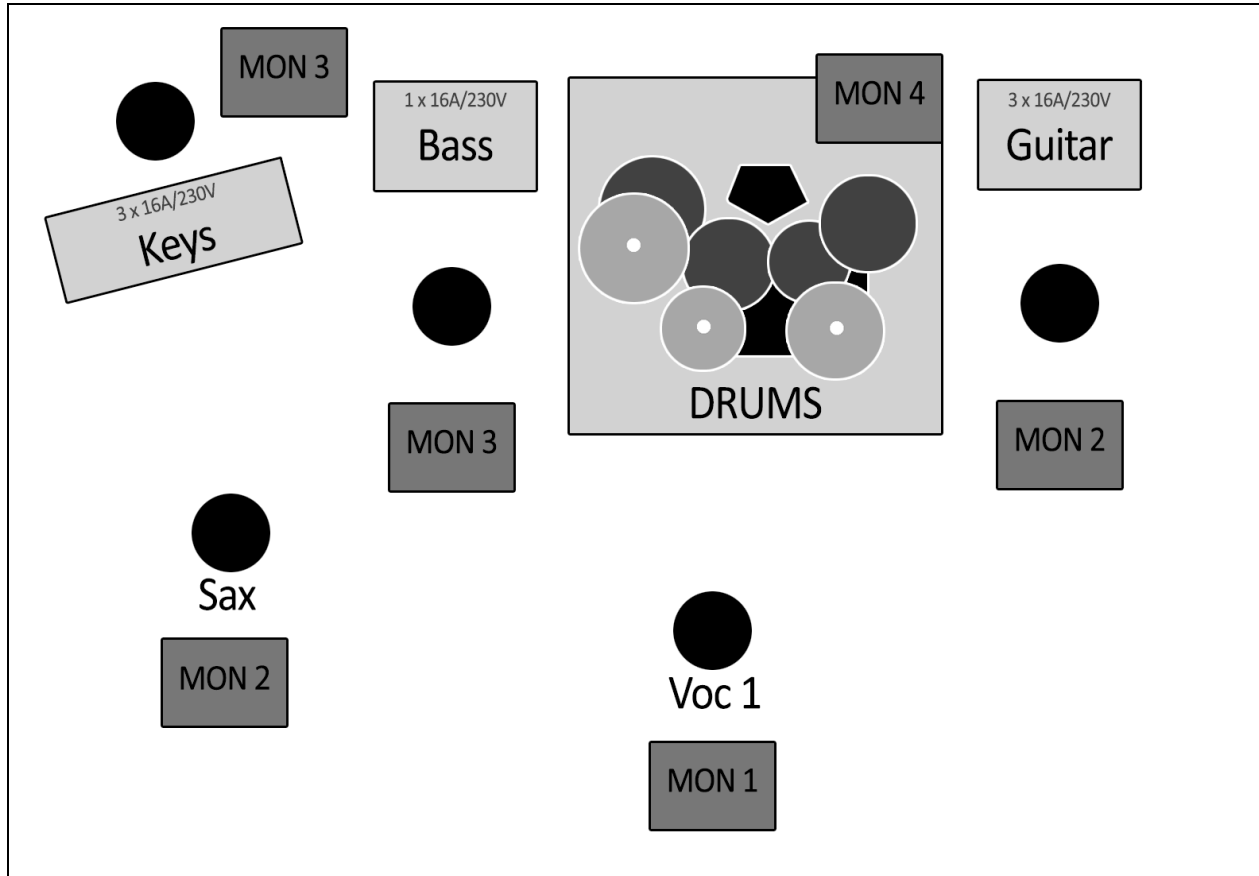 MON 3
1 x 16A/230V
Bass
MON 4
3 x 16A/230V
Guitar
3 x 16A/230V
Keys
DRUMS
MON 3
MON 2
Sax
MON 2
Voc 1
MON 1